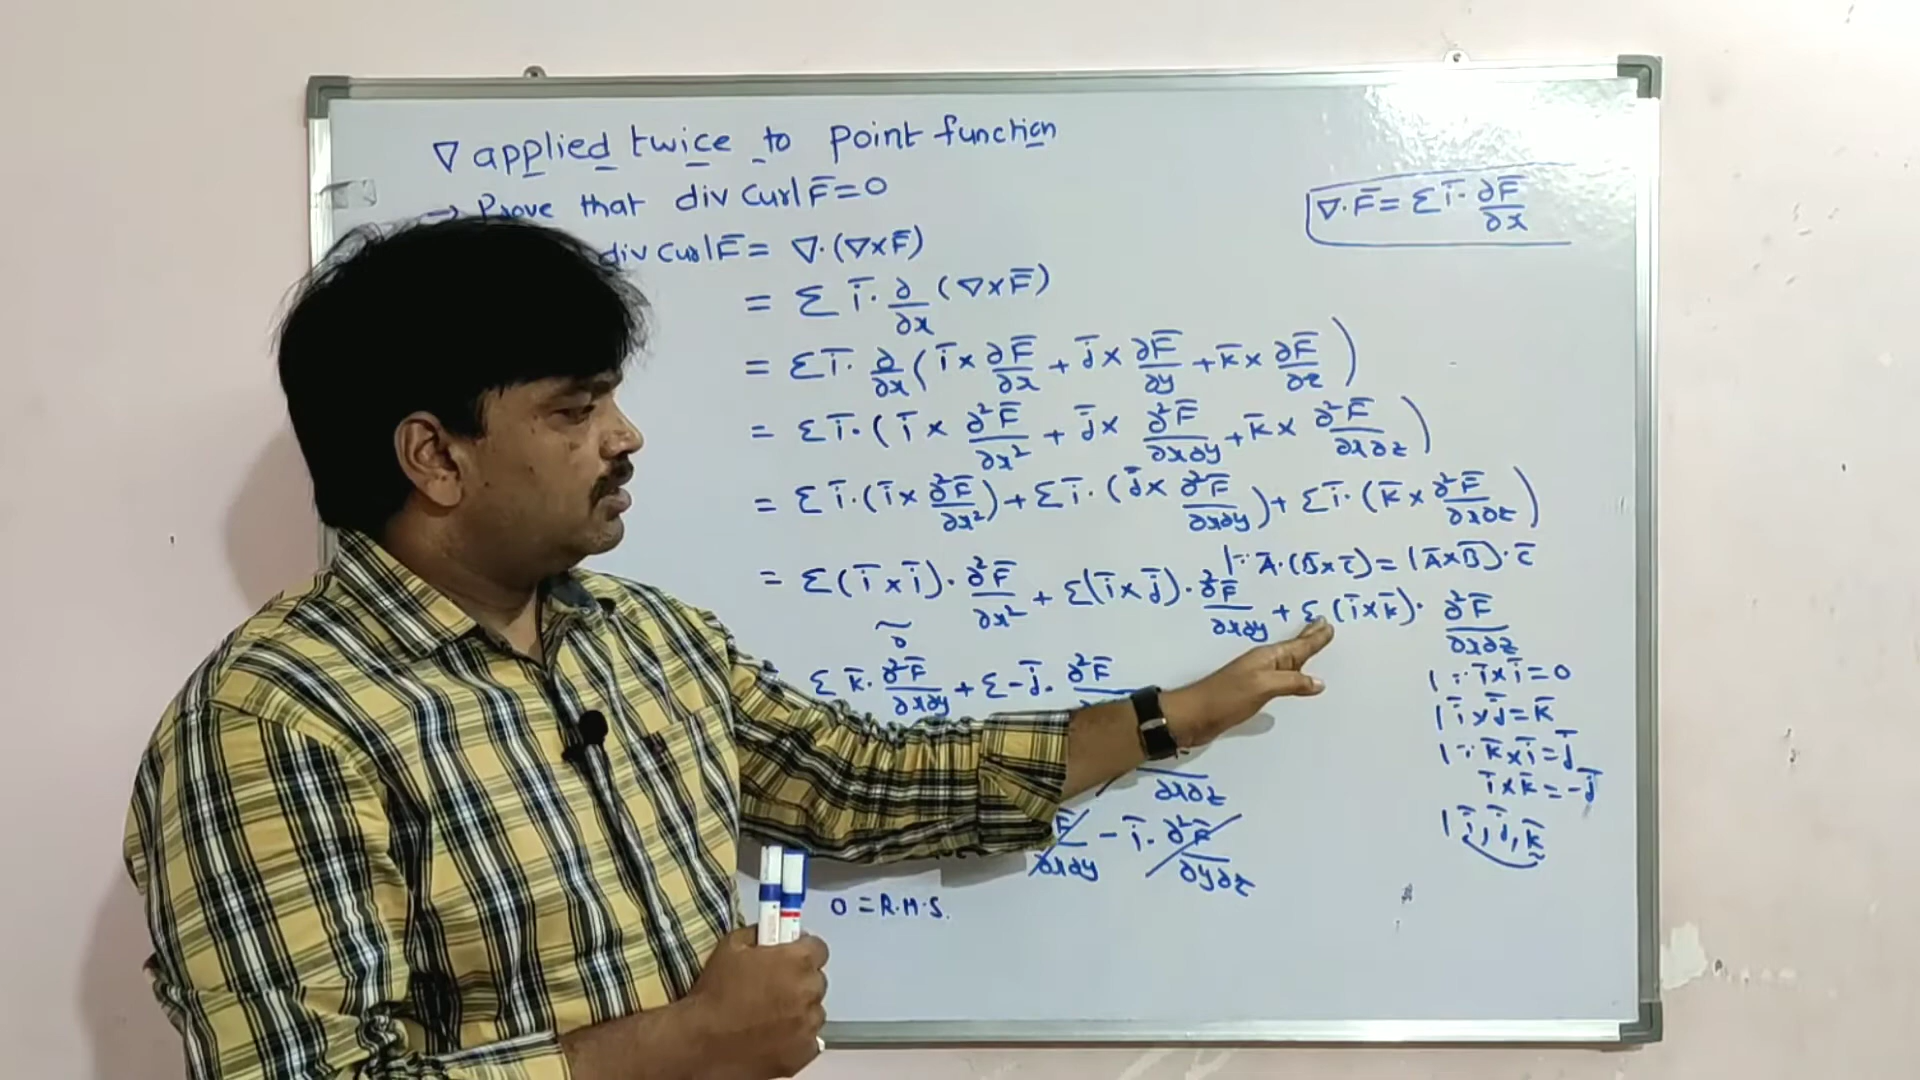 ∇ applied twice to point function
→ Prove that div curl F̄ = 0
div curl F̄ = ∇·(∇×F̄)
∇·F̄ = Σ ī·∂F̄/∂x
= Σ ī·∂/∂x (∇×F̄)
= Σ ī·∂/∂x (ī×∂F̄/∂x + j̄×∂F̄/∂y + k̄×∂F̄/∂z)
= Σ ī·(ī×∂²F̄/∂x² + j̄×∂²F̄/∂x∂y + k̄×∂²F̄/∂x∂z)
= Σ ī·(ī×∂²F̄/∂x²) + Σ ī·(j̄×∂²F̄/∂x∂y) + Σ ī·(k̄×∂²F̄/∂x∂z)
|∵ Ā·(B̄×c̄) = (Ā×B̄)·c̄
= Σ(ī×ī)·∂²F̄/∂x² + Σ(ī×j̄)·∂²F̄/∂x∂y + Σ(ī×k̄)·∂²F̄/∂x∂z
0
Σ k̄·∂²F̄/∂x∂y + Σ -j̄·∂²F̄
|∵ ī×ī = 0
| ī×j̄ = k̄
|∵ k̄×ī = j̄
ī×k̄ = -j̄
| ī, j̄, k̄
∂x∂z
∂x∂y - ī·∂²F̄/∂y∂z
0 = R.H.S.